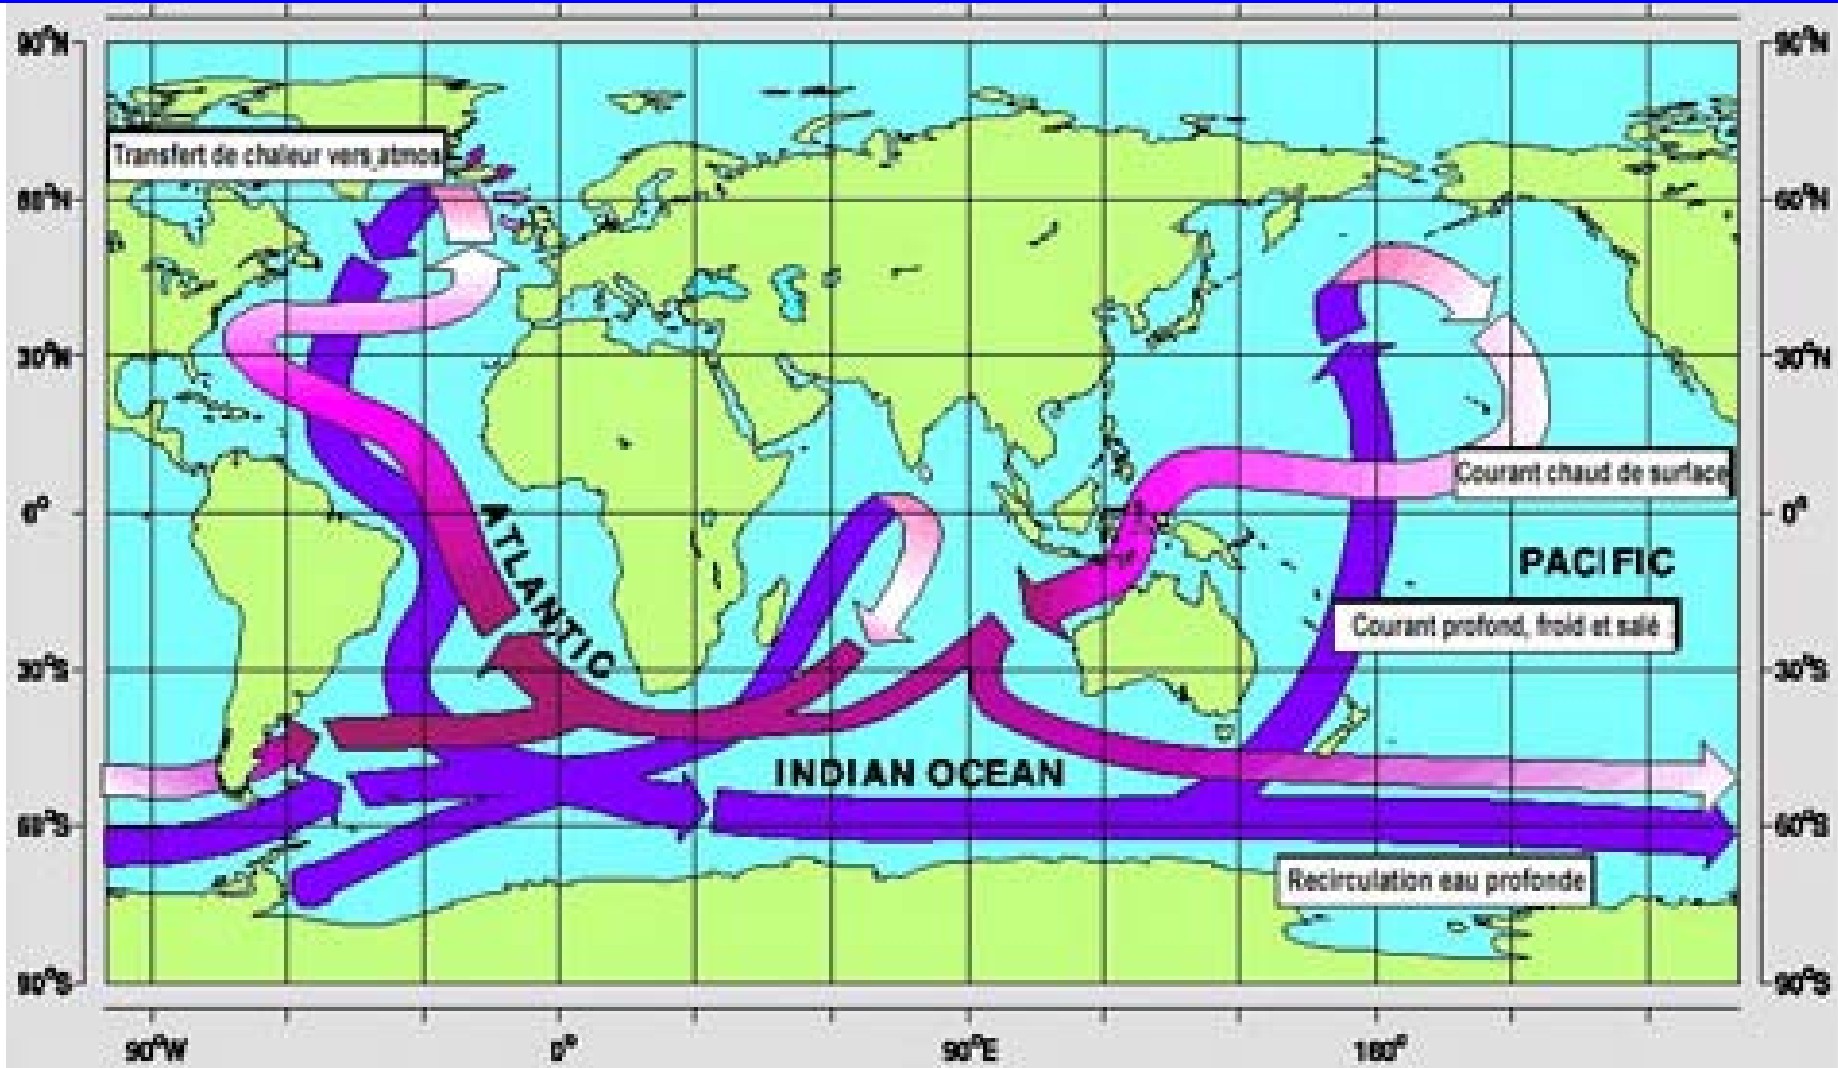 90°N 90°N
Transfert de chaleur vers atmos
60°N 60°N
30°N 30°N
Courant chaud de surface
0° 0°
ATLANTIC
PACIFIC
Courant profond, froid et salé
30°S 30°S
INDIAN OCEAN
60°S 60°S
Recirculation eau profonde
90°S 90°S
90°W 0° 90°E 180°